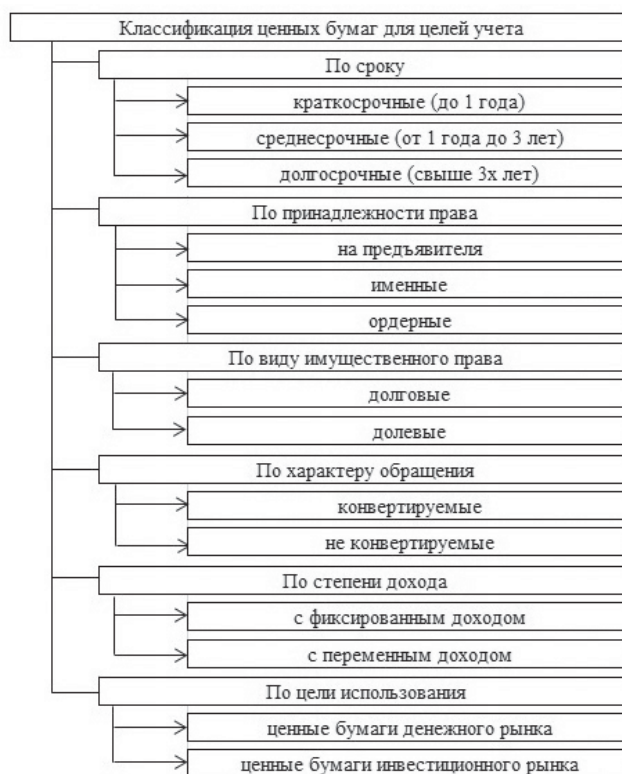 Классификация ценных бумаг для целей учета
По сроку
краткосрочные (до 1 года)
среднесрочные (от 1 года до 3 лет)
долгосрочные (свыше 3х лет)
По принадлежности права
на предъявителя
именные
ордерные
По виду имущественного права
долговые
долевые
По характеру обращения
конвертируемые
не конвертируемые
По степени дохода
с фиксированным доходом
с переменным доходом
По цели использования
ценные бумаги денежного рынка
ценные бумаги инвестиционного рынка